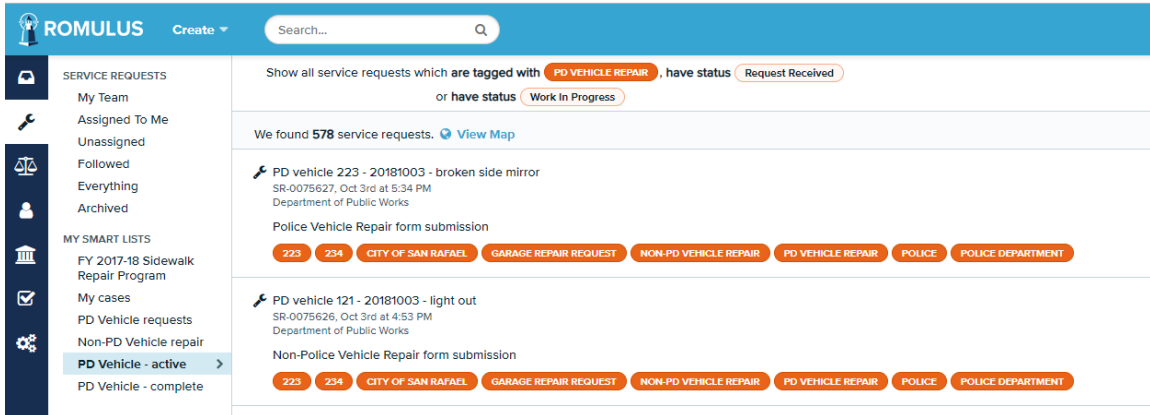 ROMULUS Create Search...
SERVICE REQUESTS
My Team
Assigned To Me
Unassigned
Followed
Everything
Archived
MY SMART LISTS
FY 2017-18 Sidewalk
Repair Program
My cases
PD Vehicle requests
Non-PD Vehicle repair
PD Vehicle - active
PD Vehicle - complete
Show all service requests which are tagged with PD VEHICLE REPAIR , have status Request Received
or have status Work In Progress
We found 578 service requests. View Map
PD vehicle 223 - 20181003 - broken side mirror
SR-0075627, Oct 3rd at 5:34 PM
Department of Public Works
Police Vehicle Repair form submission
223 234 CITY OF SAN RAFAEL GARAGE REPAIR REQUEST NON-PD VEHICLE REPAIR PD VEHICLE REPAIR POLICE POLICE DEPARTMENT
PD vehicle 121 - 20181003 - light out
SR-0075626, Oct 3rd at 4:53 PM
Department of Public Works
Non-Police Vehicle Repair form submission
223 234 CITY OF SAN RAFAEL GARAGE REPAIR REQUEST NON-PD VEHICLE REPAIR PD VEHICLE REPAIR POLICE POLICE DEPARTMENT